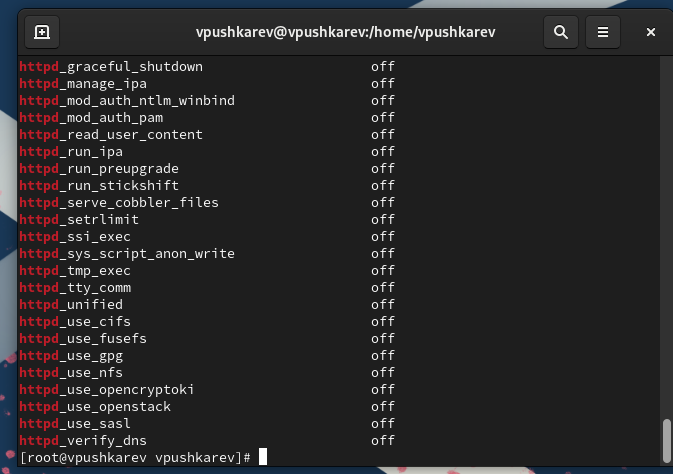 vpushkarev@vpushkarev:/home/vpushkarev
httpd_graceful_shutdown off
httpd_manage_ipa off
httpd_mod_auth_ntlm_winbind off
httpd_mod_auth_pam off
httpd_read_user_content off
httpd_run_ipa off
httpd_run_preupgrade off
httpd_run_stickshift off
httpd_serve_cobbler_files off
httpd_setrlimit off
httpd_ssi_exec off
httpd_sys_script_anon_write off
httpd_tmp_exec off
httpd_tty_comm off
httpd_unified off
httpd_use_cifs off
httpd_use_fusefs off
httpd_use_gpg off
httpd_use_nfs off
httpd_use_opencryptoki off
httpd_use_openstack off
httpd_use_sasl off
httpd_verify_dns off
[root@vpushkarev vpushkarev]#